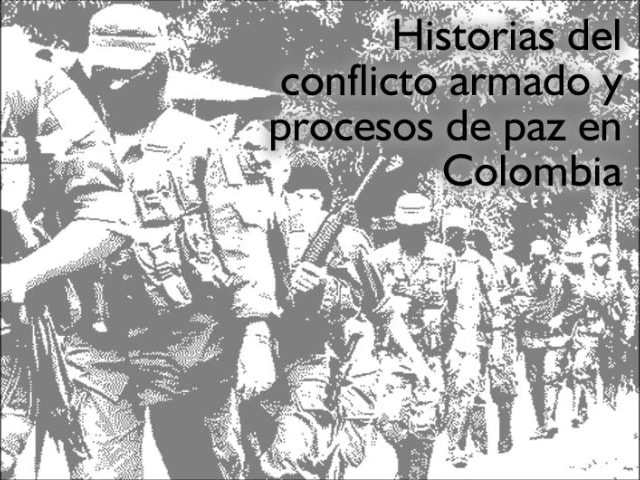 Historias del
conflicto armado y
procesos de paz en
Colombia